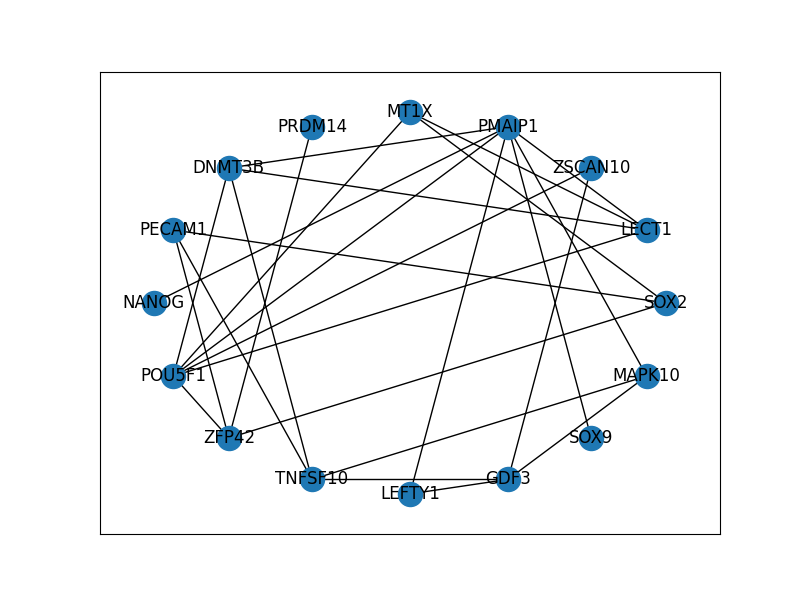 MT1X
PRDM14
PMAIP1
DNMT3B
ZSCAN10
PECAM1
LECT1
NANOG
SOX2
POU5F1
MAPK10
ZFP42
SOX9
TNFSF10
GDF3
LEFTY1